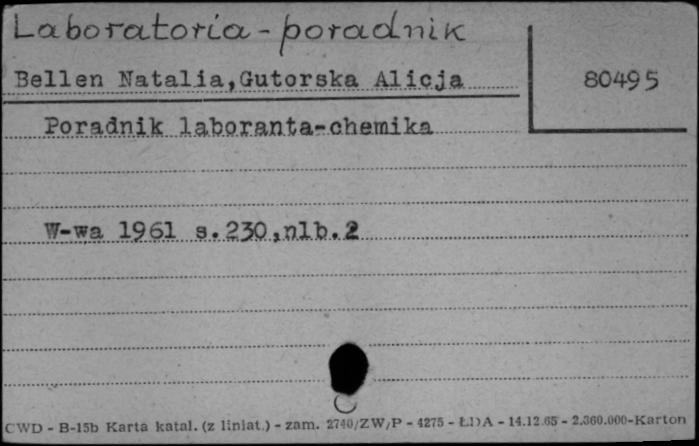 Laboratoria - poradnik
Bellen Natalia,Gutorska Alicja
80495
Poradnik laboranta-chemika
W-wa 1961 s.230,nlb.2
CWD - B-15b Karta katal. (z liniat.) - zam. 2740/ZW/P - 4275 - ŁDA - 14.12.65 - 2.360.000-Karton